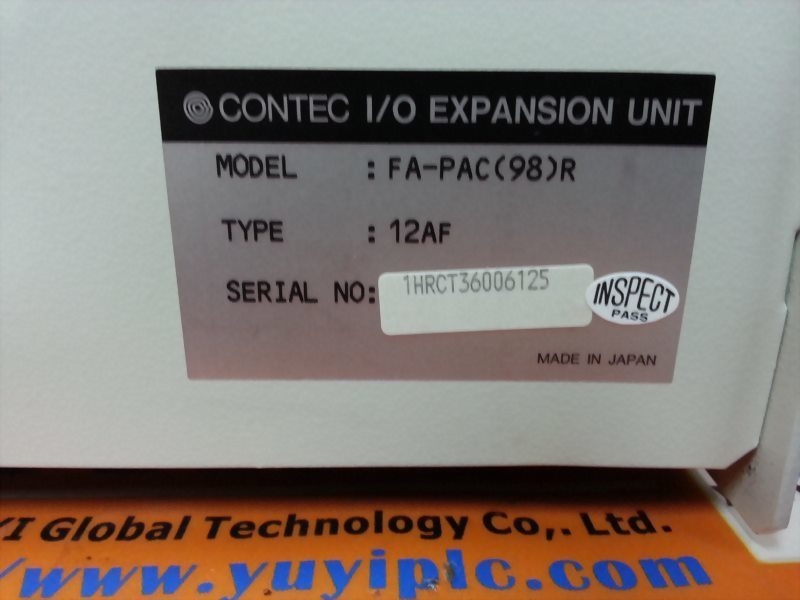 CONTEC I/O EXPANSION UNIT
MODEL : FA-PAC(98)R
TYPE : 12AF
SERIAL NO: 1HRCT36006125
INSPECT
PASS
MADE IN JAPAN
YI Global Technology Co,. Ltd.
/www.yuyiplc.com